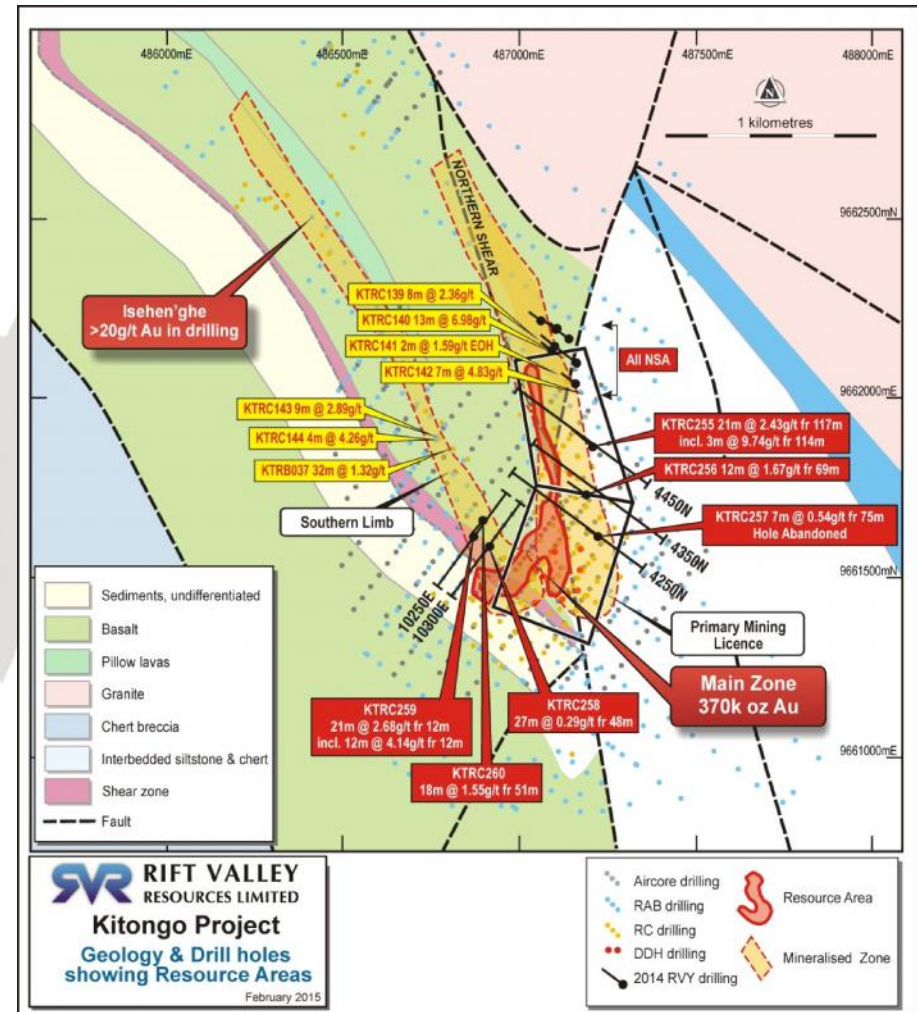 486000mE
486500mE
487000mE
487500mE
488000mE
N
1 kilometres
NORTHERN SHEAR
9662500mN
KTRC139 8m @ 2.36g/t
KTRC140 13m @ 6.98g/t
KTRC141 2m @ 1.59g/t EOH
KTRC142 7m @ 4.83g/t
Isehen'ghe
>20g/t Au in drilling
All NSA
9662000mN
KTRC143 9m @ 2.89g/t
KTRC144 4m @ 4.26g/t
KTRB037 32m @ 1.32g/t
KTRC255 21m @ 2.43g/t fr 117m
incl. 3m @ 9.74g/t fr 114m
KTRC256 12m @ 1.67g/t fr 69m
4450N
Southern Limb
KTRC257 7m @ 0.54g/t fr 75m
Hole Abandoned
4350N
4250N
9661500mN
10250E
10300E
Primary Mining
Licence
Main Zone
370k oz Au
KTRC259
21m @ 2.68g/t fr 12m
incl. 12m @ 4.14g/t fr 12m
KTRC258
27m @ 0.29g/t fr 48m
KTRC260
18m @ 1.55g/t fr 51m
9661000mN
Sediments, undifferentiated
Basalt
Pillow lavas
Granite
Chert breccia
Interbedded siltstone & chert
Shear zone
Fault
RIFT VALLEY
RESOURCES LIMITED
Kitongo Project
Geology & Drill holes
showing Resource Areas
February 2015
Aircore drilling
RAB drilling
RC drilling
DDH drilling
2014 RVY drilling
Resource Area
Mineralised Zone